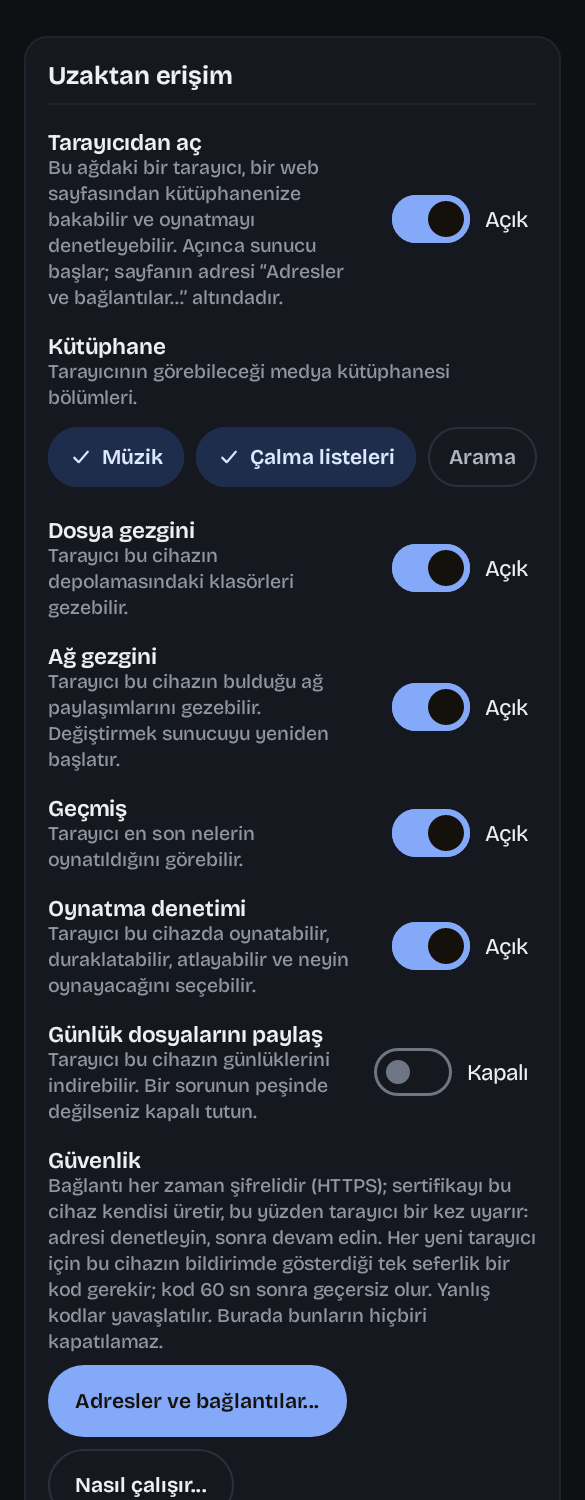 Uzaktan erişim
Tarayıcıdan aç
Bu ağdaki bir tarayıcı, bir web
sayfasından kütüphanenize
bakabilir ve oynatmayı
denetleyebilir. Açınca sunucu
başlar; sayfanın adresi “Adresler
ve bağlantılar…” altındadır.
Açık
Kütüphane
Tarayıcının görebileceği medya kütüphanesi
bölümleri.
Müzik
Çalma listeleri
Arama
Dosya gezgini
Tarayıcı bu cihazın
depolamasındaki klasörleri
gezebilir.
Açık
Ağ gezgini
Tarayıcı bu cihazın bulduğu ağ
paylaşımlarını gezebilir.
Değiştirmek sunucuyu yeniden
başlatır.
Açık
Geçmiş
Tarayıcı en son nelerin
oynatıldığını görebilir.
Açık
Oynatma denetimi
Tarayıcı bu cihazda oynatabilir,
duraklatabilir, atlayabilir ve neyin
oynayacağını seçebilir.
Açık
Günlük dosyalarını paylaş
Tarayıcı bu cihazın günlüklerini
indirebilir. Bir sorunun peşinde
değilseniz kapalı tutun.
Kapalı
Güvenlik
Bağlantı her zaman şifrelidir (HTTPS); sertifikayı bu
cihaz kendisi üretir, bu yüzden tarayıcı bir kez uyarır:
adresi denetleyin, sonra devam edin. Her yeni tarayıcı
için bu cihazın bildirimde gösterdiği tek seferlik bir
kod gerekir; kod 60 sn sonra geçersiz olur. Yanlış
kodlar yavaşlatılır. Burada bunların hiçbiri
kapatılamaz.
Adresler ve bağlantılar…
Nasıl çalışır…